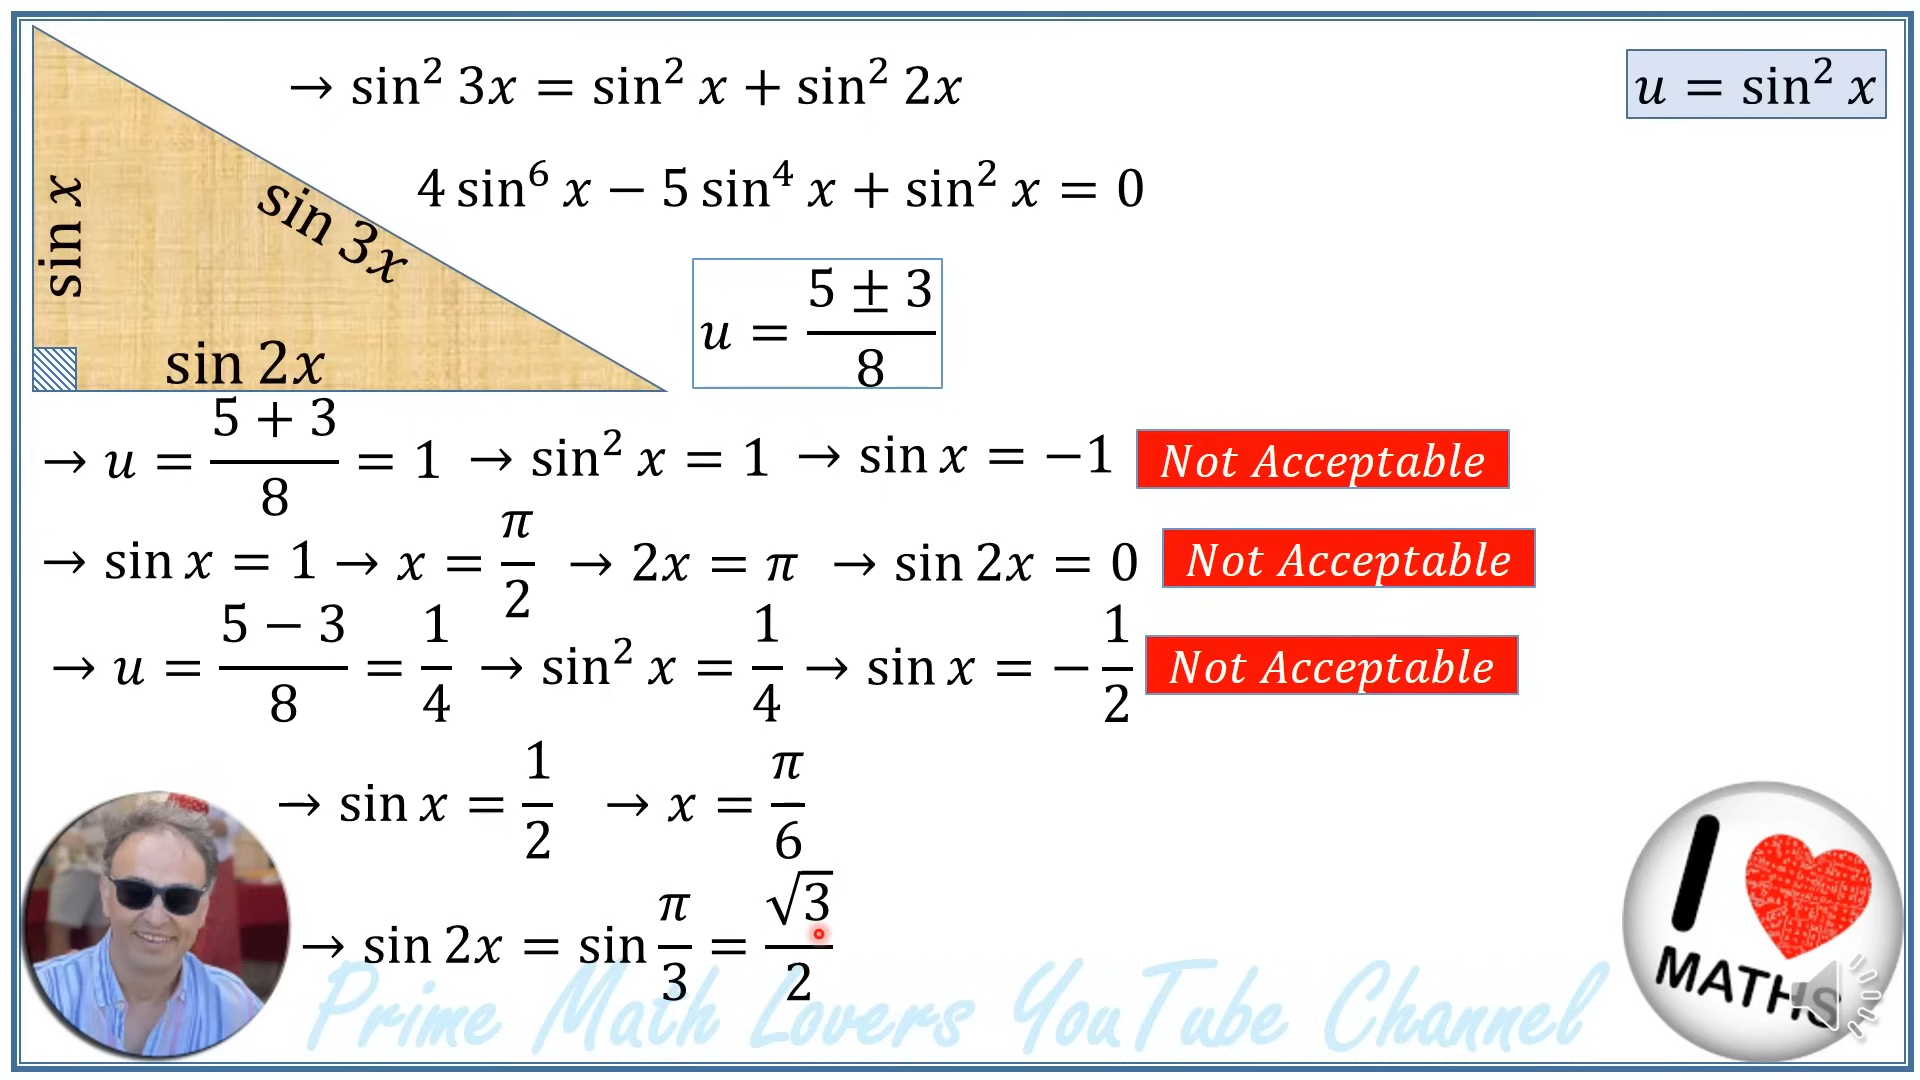 → sin² 3x = sin² x + sin² 2x
u = sin² x
4 sin⁶ x − 5 sin⁴ x + sin² x = 0
sin x
sin 3x
sin 2x
u = (5 ± 3)/8
→ u = (5 + 3)/8 = 1 → sin² x = 1 → sin x = −1 Not Acceptable
→ sin x = 1 → x = π/2 → 2x = π → sin 2x = 0 Not Acceptable
→ u = (5 − 3)/8 = 1/4 → sin² x = 1/4 → sin x = −1/2 Not Acceptable
→ sin x = 1/2 → x = π/6
→ sin 2x = sin π/3 = √3/2
Prime Math Lovers YouTube Channel
I
MATHS